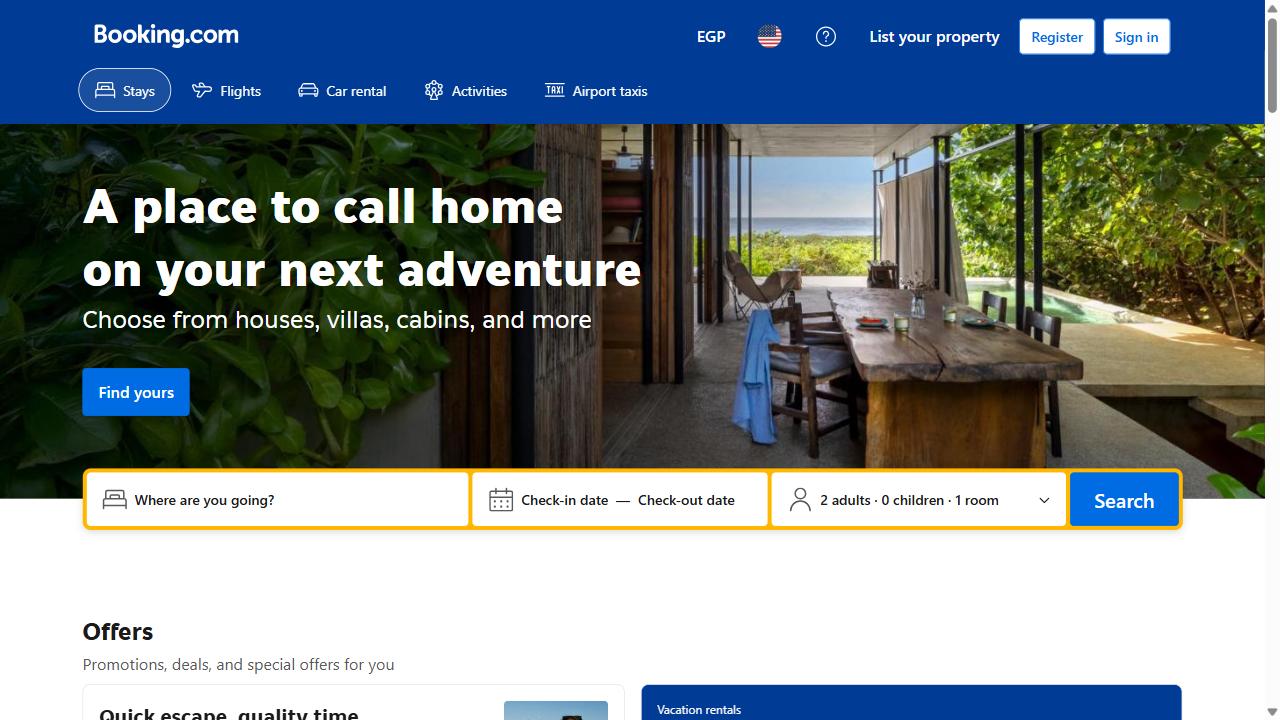 Booking.com
EGP
List your property
Register
Sign in
Stays
Flights
Car rental
TAXI
Activities
Airport taxis
A place to call home
on your next adventure
Choose from houses, villas, cabins, and more
Find yours
Where are you going?
Check-in date — Check-out date
2 adults · 0 children · 1 room
Search
Offers
Promotions, deals, and special offers for you
Quick escape, quality time
Vacation rentals